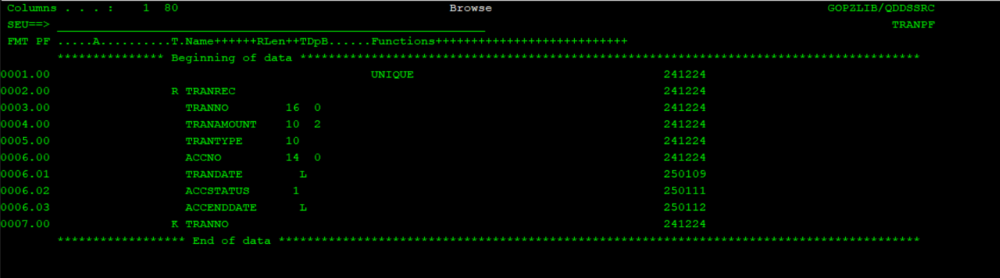 Columns . . . :    1  80                                      Browse                                               GOPZLIB/QDDSSRC
SEU==> ____________________________________________________________                                                         TRANPF
FMT PF .....A..........T.Name++++++RLen++TDpB......Functions+++++++++++++++++++++++++++
       *************** Beginning of data ***************************************************************************************
0001.00                                             UNIQUE                                   241224
0002.00                 R TRANREC                                                            241224
0003.00                   TRANNO        16  0                                                241224
0004.00                   TRANAMOUNT    10  2                                                241224
0005.00                   TRANTYPE      10                                                   241224
0006.00                   ACCNO         14  0                                                241224
0006.01                   TRANDATE        L                                                  250109
0006.02                   ACCSTATUS      1                                                   250111
0006.03                   ACCENDDATE      L                                                  250112
0007.00                 K TRANNO                                                             241224
       ****************** End of data ******************************************************************************************